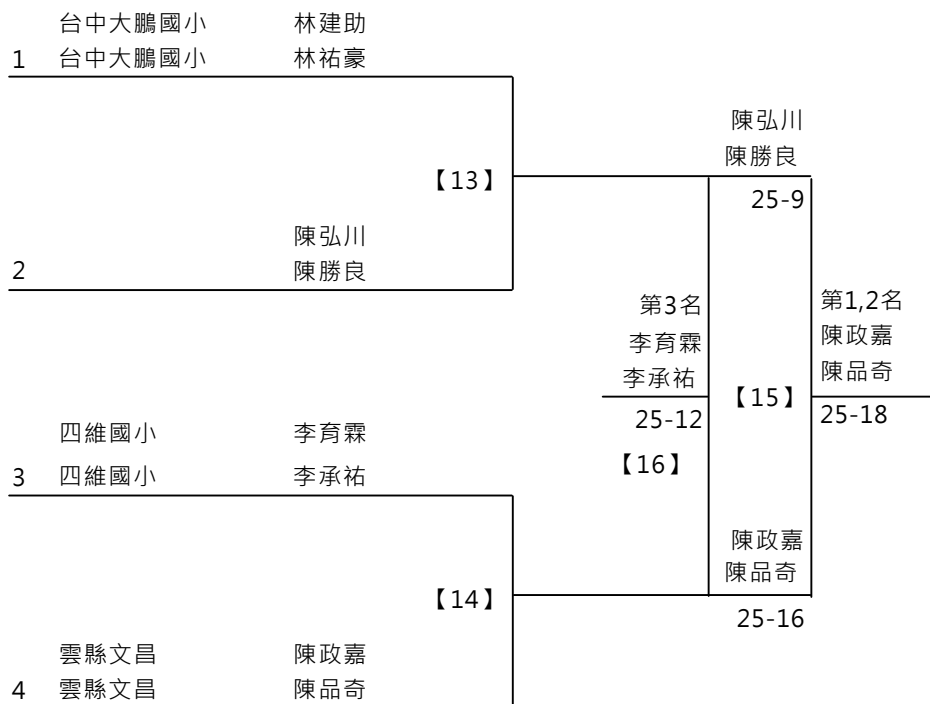 台中大鵬國小 林建助
1 台中大鵬國小 林祐豪
陳弘川
陳勝良
【13】
25-9
陳弘川
2 陳勝良
第3名
李育霖
李承祐
25-12
【16】
第1,2名
陳政嘉
陳品奇
【15】
25-18
四維國小 李育霖
3 四維國小 李承祐
陳政嘉
陳品奇
【14】
25-16
雲縣文昌 陳政嘉
4 雲縣文昌 陳品奇